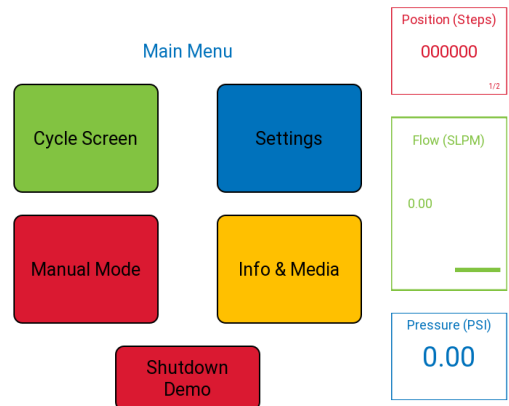 Main Menu
Cycle Screen
Settings
Manual Mode
Info & Media
Shutdown
Demo
Position (Steps)
000000
1/2
Flow (SLPM)
0.00
Pressure (PSI)
0.00